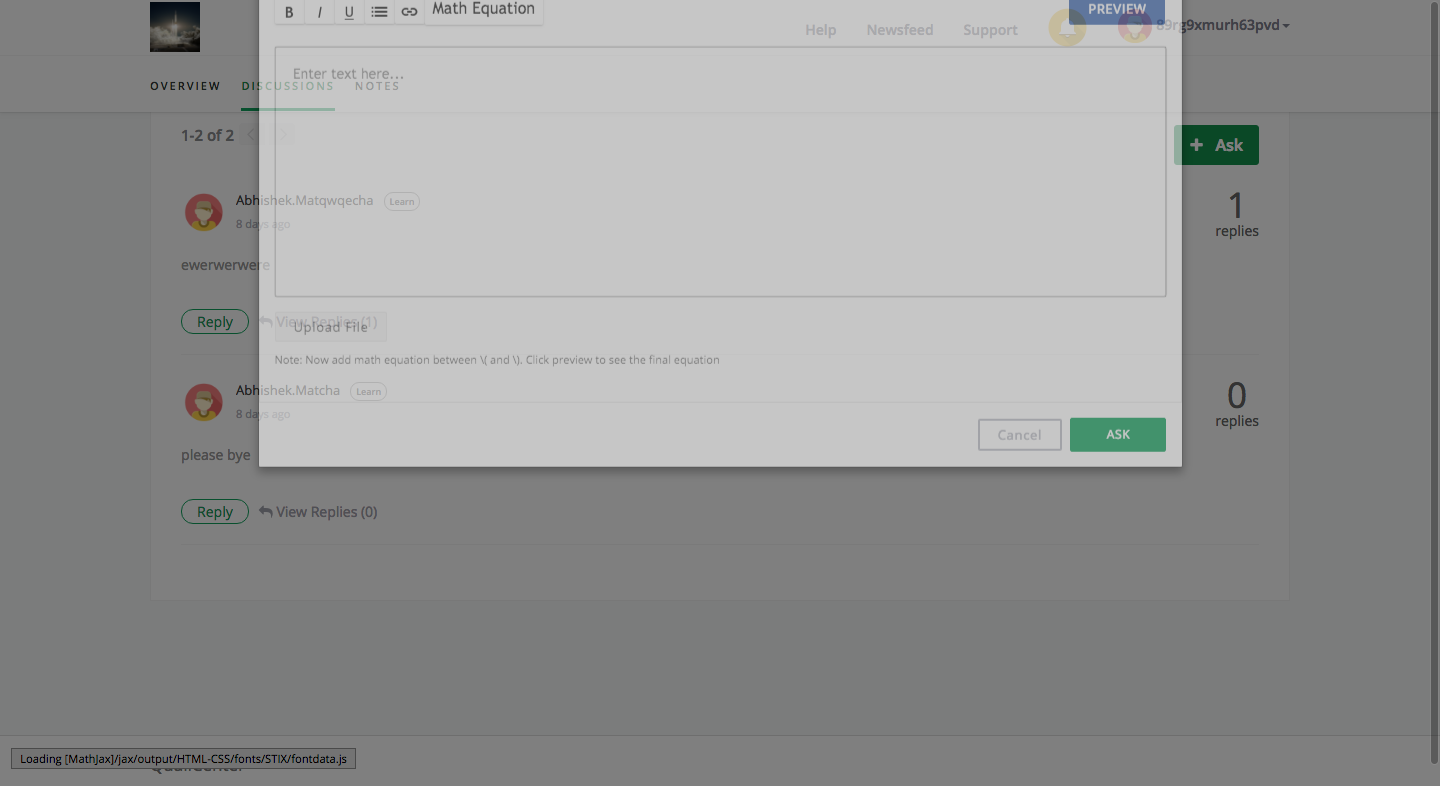 B I U Math Equation
PREVIEW
Help Newsfeed Support 89rg9xmurh63pvd
Enter text here...
OVERVIEW DISCUSSIONS NOTES
1-2 of 2
+ Ask
Abhishek.Matqwqecha Learn
8 days ago
1
replies
ewerwerwere
Reply View Replies (1)
Upload File
Note: Now add math equation between \( and \). Click preview to see the final equation
Abhishek.Matcha Learn
8 days ago
0
replies
Cancel ASK
please bye
Reply View Replies (0)
Loading [MathJax]/jax/output/HTML-CSS/fonts/STIX/fontdata.js